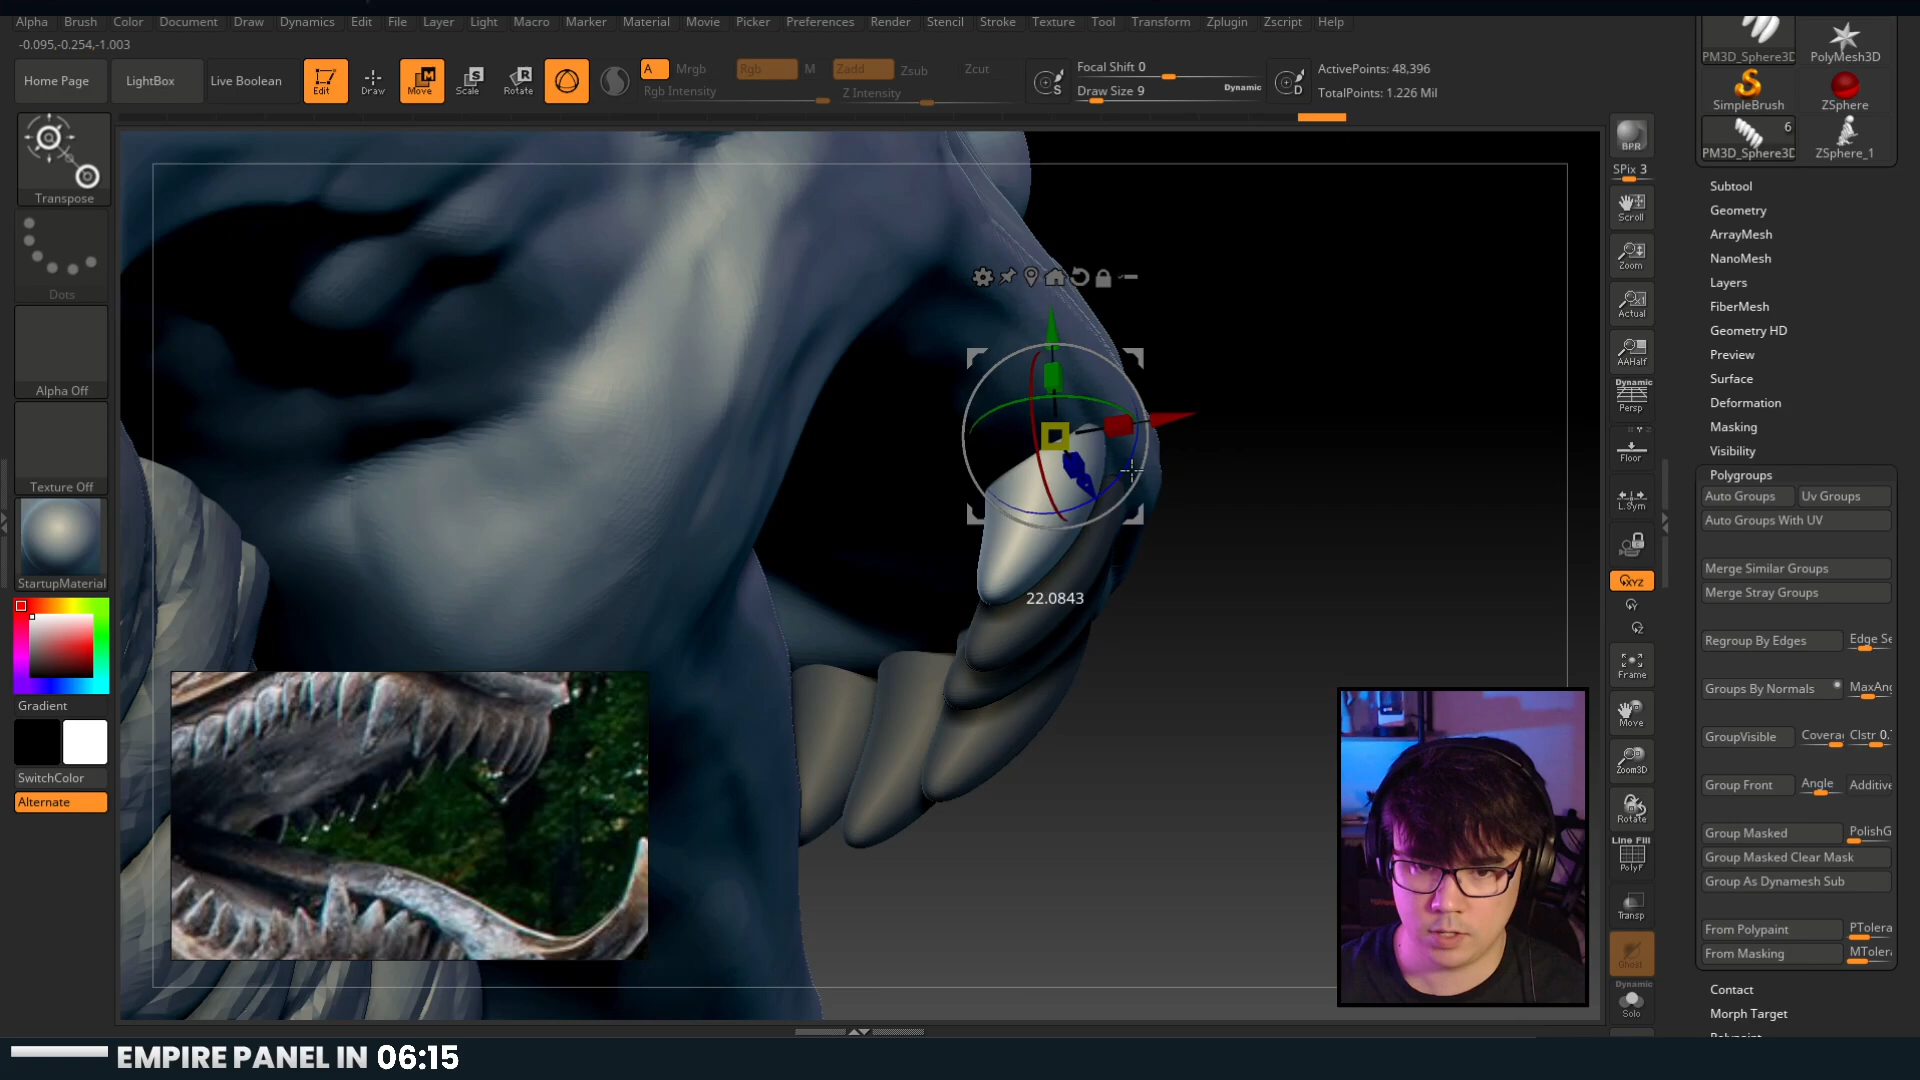 Alpha Brush Color Document Draw Dynamics Edit File Layer Light Macro Marker Material Movie Picker Preferences Render Stencil Stroke Texture Tool Transform Zplugin Zscript Help
-0.095,-0.254,-1.003
Home Page LightBox Live Boolean Edit Draw Move Scale Rotate
A Mrgb Rgb M Zadd Zsub Zcut
Rgb Intensity Z Intensity
Focal Shift 0
Draw Size 9 Dynamic
ActivePoints: 48,396
TotalPoints: 1.226 Mil
Transpose
Dots
Alpha Off
Texture Off
StartupMaterial
Gradient
SwitchColor
Alternate
22.0843
BPR
SPix 3
Scroll
Zoom
Actual
AAHalf
Dynamic
Persp
Floor
L.Sym
XYZ
Frame
Move
Zoom3D
Rotate
Line Fill
PolyF
Transp
Ghost
Dynamic
Solo
PM3D_Sphere3D PolyMesh3D
SimpleBrush ZSphere
6
PM3D_Sphere3D ZSphere_1
Subtool
Geometry
ArrayMesh
NanoMesh
Layers
FiberMesh
Geometry HD
Preview
Surface
Deformation
Masking
Visibility
Polygroups
Auto Groups Uv Groups
Auto Groups With UV
Merge Similar Groups
Merge Stray Groups
Regroup By Edges Edge Se
Groups By Normals MaxAng
GroupVisible Covera Clstr 0.
Group Front Angle Additive
Group Masked PolishG
Group Masked Clear Mask
Group As Dynamesh Sub
From Polypaint PTolera
From Masking MTolera
Contact
Morph Target
EMPIRE PANEL IN 06:15